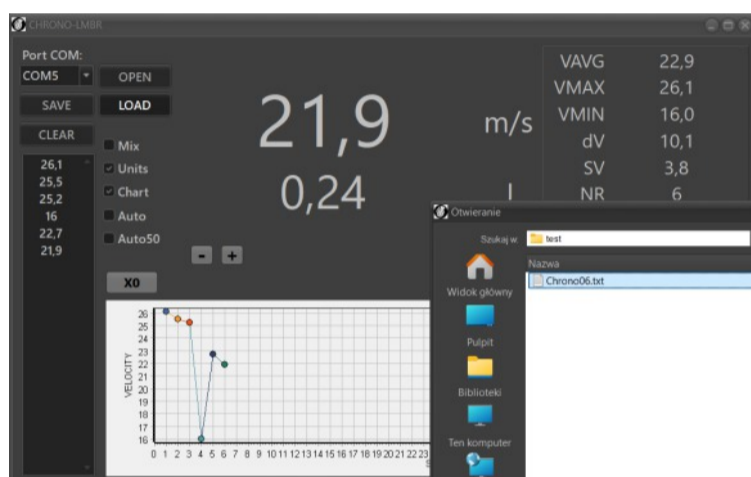 CHRONO-LMBR
Port COM:
COM5
OPEN
SAVE
LOAD
CLEAR
26,1
25,5
25,2
16
22,7
21,9
Mix
Units
Chart
Auto
Auto50
- +
X0
21,9 m/s
0,24 J
VAVG 22,9
VMAX 26,1
VMIN 16,0
dV 10,1
SV 3,8
NR 6
VELOCITY
26
25
24
23
22
21
20
19
18
17
16
0 1 2 3 4 5 6 7 8 9 10 11 12 13 14 15 16 17 18 19 20 21 22 23
Otwieranie
Szukaj w
test
Nazwa
Chrono06.txt
Widok główny
Pulpit
Biblioteki
Ten komputer